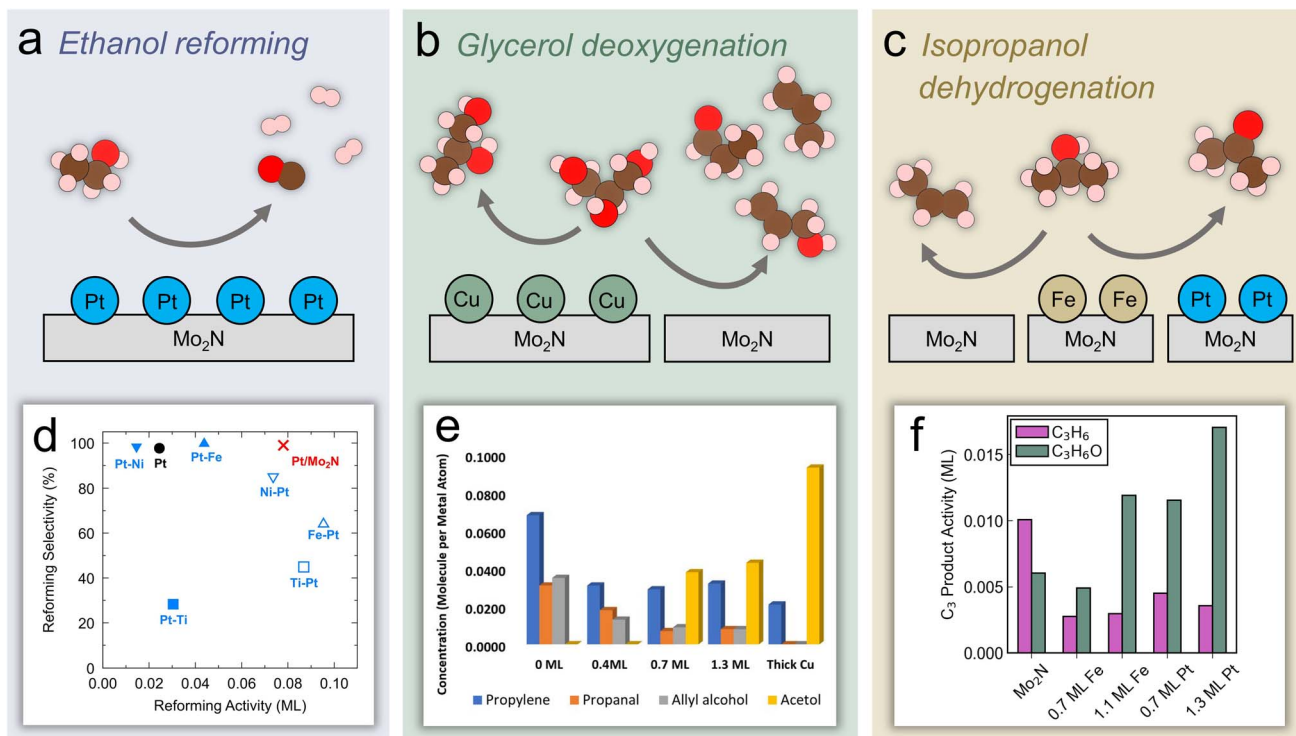 a Ethanol reforming
Pt Pt Pt Pt
Mo₂N
b Glycerol deoxygenation
Cu Cu Cu
Mo₂N Mo₂N
c Isopropanol
dehydrogenation
Fe Fe Pt Pt
Mo₂N Mo₂N Mo₂N
d
Reforming Selectivity (%)
100
80
60
40
20
0
Pt-Ni Pt Pt-Fe Pt/Mo₂N
Ni-Pt
Fe-Pt
Ti-Pt
Pt-Ti
0.00 0.02 0.04 0.06 0.08 0.10
Reforming Activity (ML)
e
Concentration (Molecule per Metal Atom)
0.1000
0.0800
0.0600
0.0400
0.0200
0.0000
0 ML 0.4ML 0.7 ML 1.3 ML Thick Cu
Propylene Propanal Allyl alcohol Acetol
f
C₃H₆
C₃H₆O
C₃ Product Activity (ML)
0.015
0.010
0.005
0.000
Mo₂N 0.7 ML Fe 1.1 ML Fe 0.7 ML Pt 1.3 ML Pt